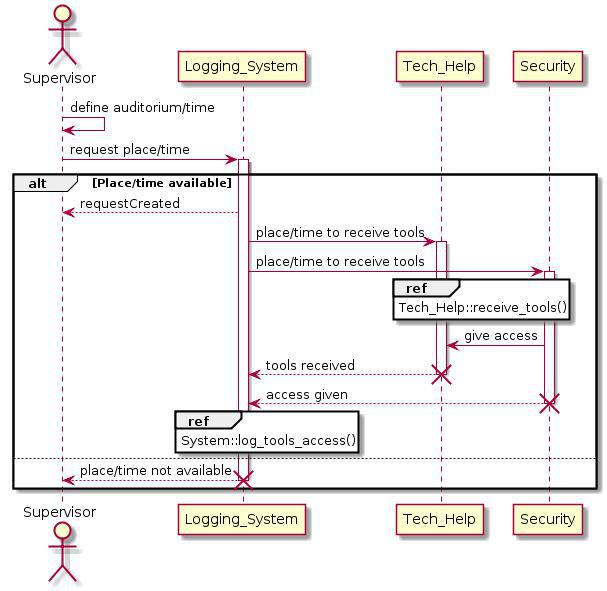 Supervisor
Logging_System
Tech_Help
Security
define auditorium/time
request place/time
alt
[Place/time available]
requestCreated
place/time to receive tools
place/time to receive tools
ref
Tech_Help::receive_tools()
give access
tools received
access given
ref
System::log_tools_access()
place/time not available
Supervisor
Logging_System
Tech_Help
Security